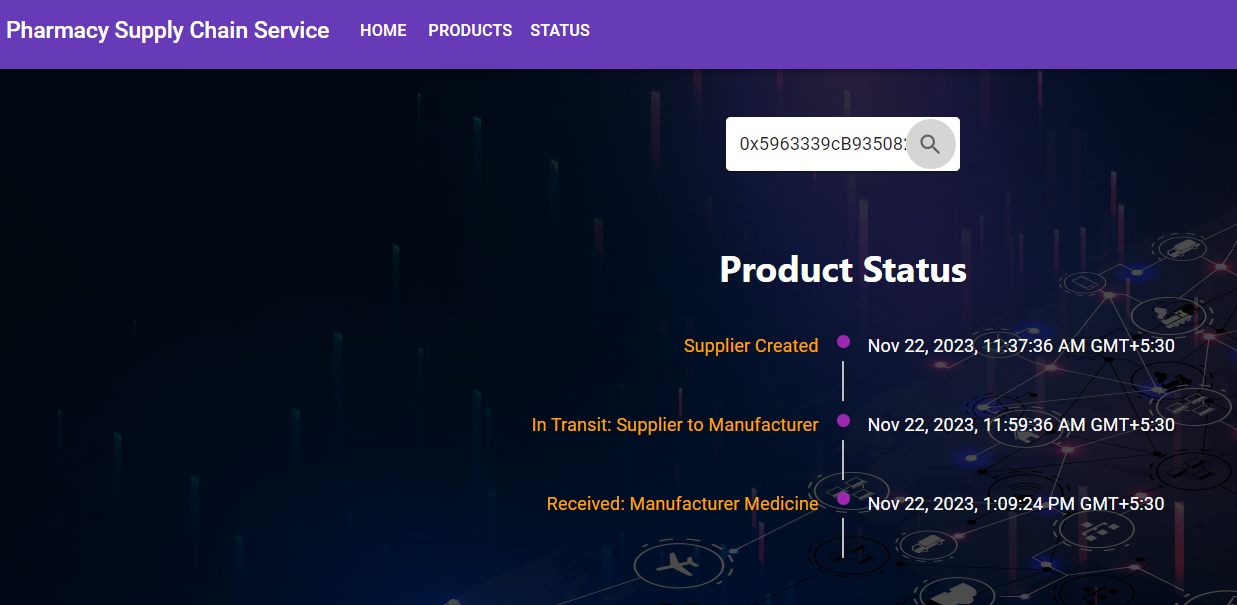 Pharmacy Supply Chain Service HOME PRODUCTS STATUS
0x5963339cB93508
Product Status
Supplier Created Nov 22, 2023, 11:37:36 AM GMT+5:30
In Transit: Supplier to Manufacturer Nov 22, 2023, 11:59:36 AM GMT+5:30
Received: Manufacturer Medicine Nov 22, 2023, 1:09:24 PM GMT+5:30